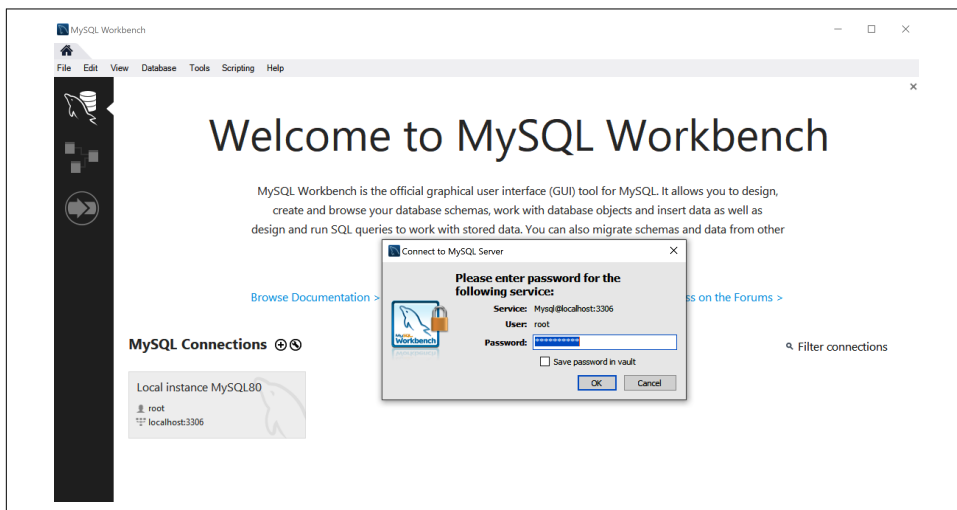 MySQL Workbench
File Edit View Database Tools Scripting Help
Welcome to MySQL Workbench
MySQL Workbench is the official graphical user interface (GUI) tool for MySQL. It allows you to design,
create and browse your database schemas, work with database objects and insert data as well as
design and run SQL queries to work with stored data. You can also migrate schemas and data from other
Connect to MySQL Server
Please enter password for the
following service:
Service: Mysql@localhost:3306
User: root
Password: **********
Save password in vault
OK Cancel
MySQL
Workbench
Browse Documentation >
ss on the Forums >
MySQL Connections
Filter connections
Local instance MySQL80
root
localhost:3306